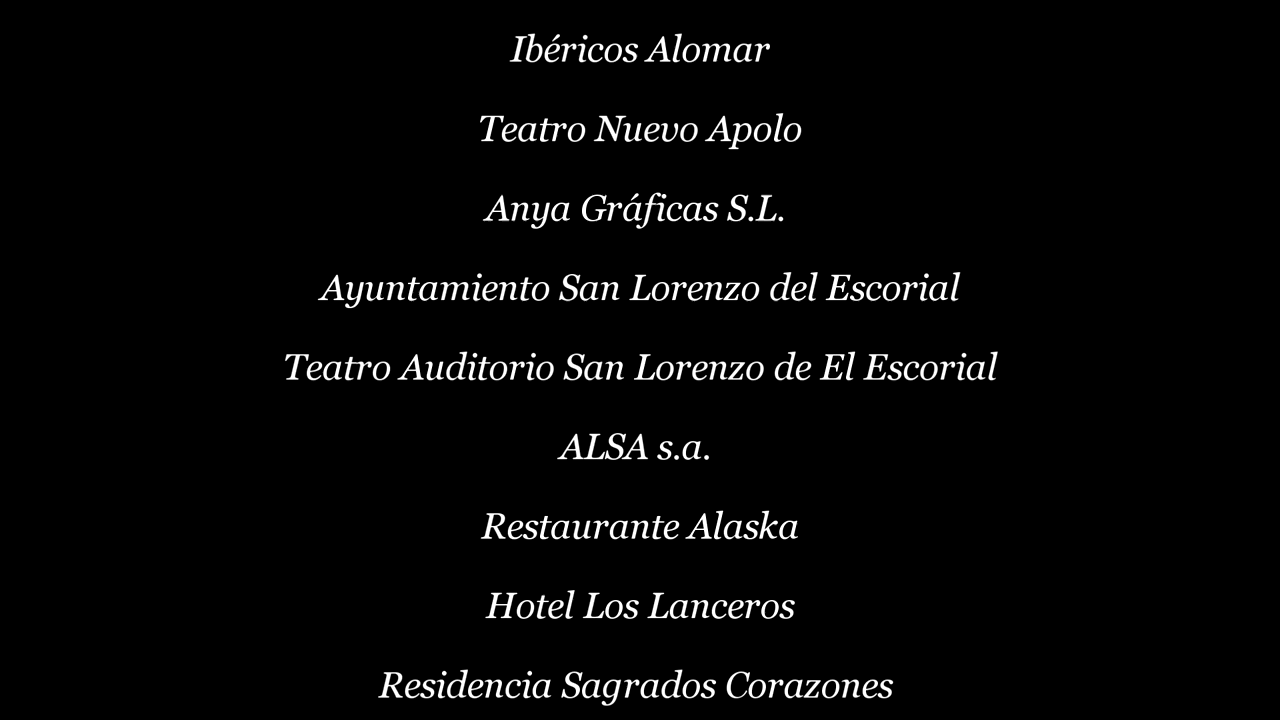 Ibéricos Alomar
Teatro Nuevo Apolo
Anya Gráficas S.L.
Ayuntamiento San Lorenzo del Escorial
Teatro Auditorio San Lorenzo de El Escorial
ALSA s.a.
Restaurante Alaska
Hotel Los Lanceros
Residencia Sagrados Corazones